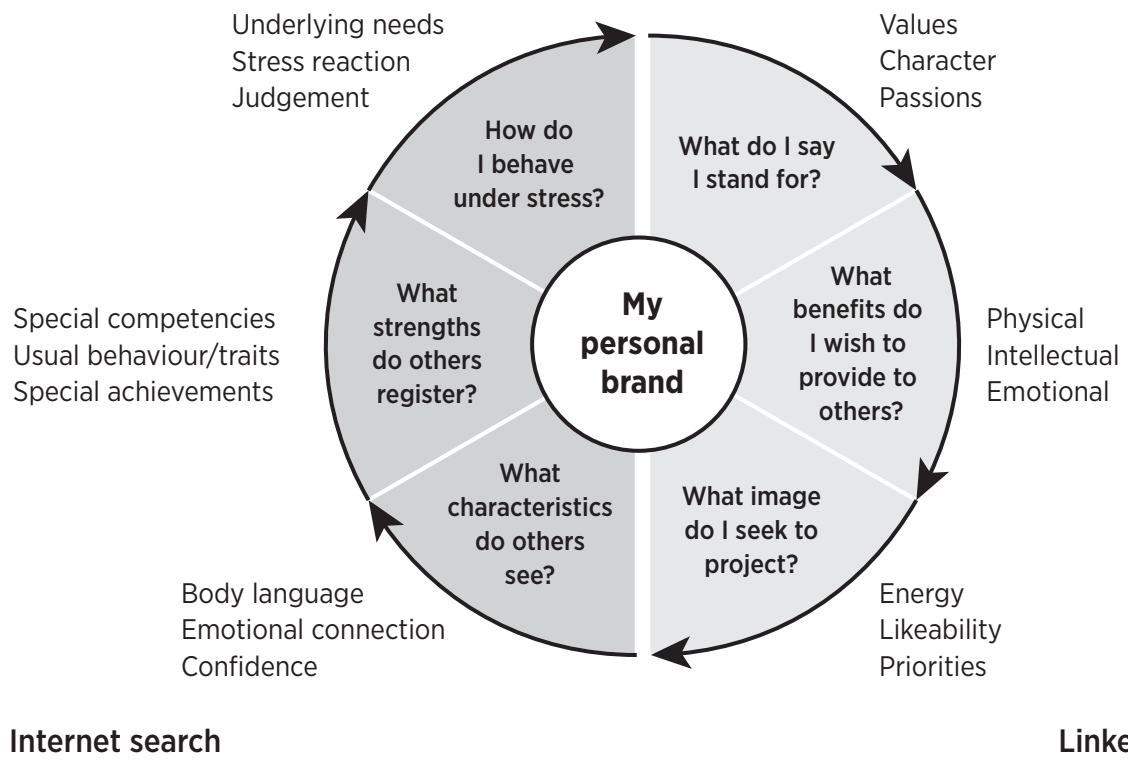 Underlying needs
Stress reaction
Judgement
Values
Character
Passions
How do
I behave
under stress?
What do I say
I stand for?
What
benefits do
I wish to
provide to
others?
Physical
Intellectual
Emotional
What image
do I seek to
project?
Energy
Likeability
Priorities
What
characteristics
do others
see?
Body language
Emotional connection
Confidence
What
strengths
do others
register?
Special competencies
Usual behaviour/traits
Special achievements
My
personal
brand
Internet search
Linke